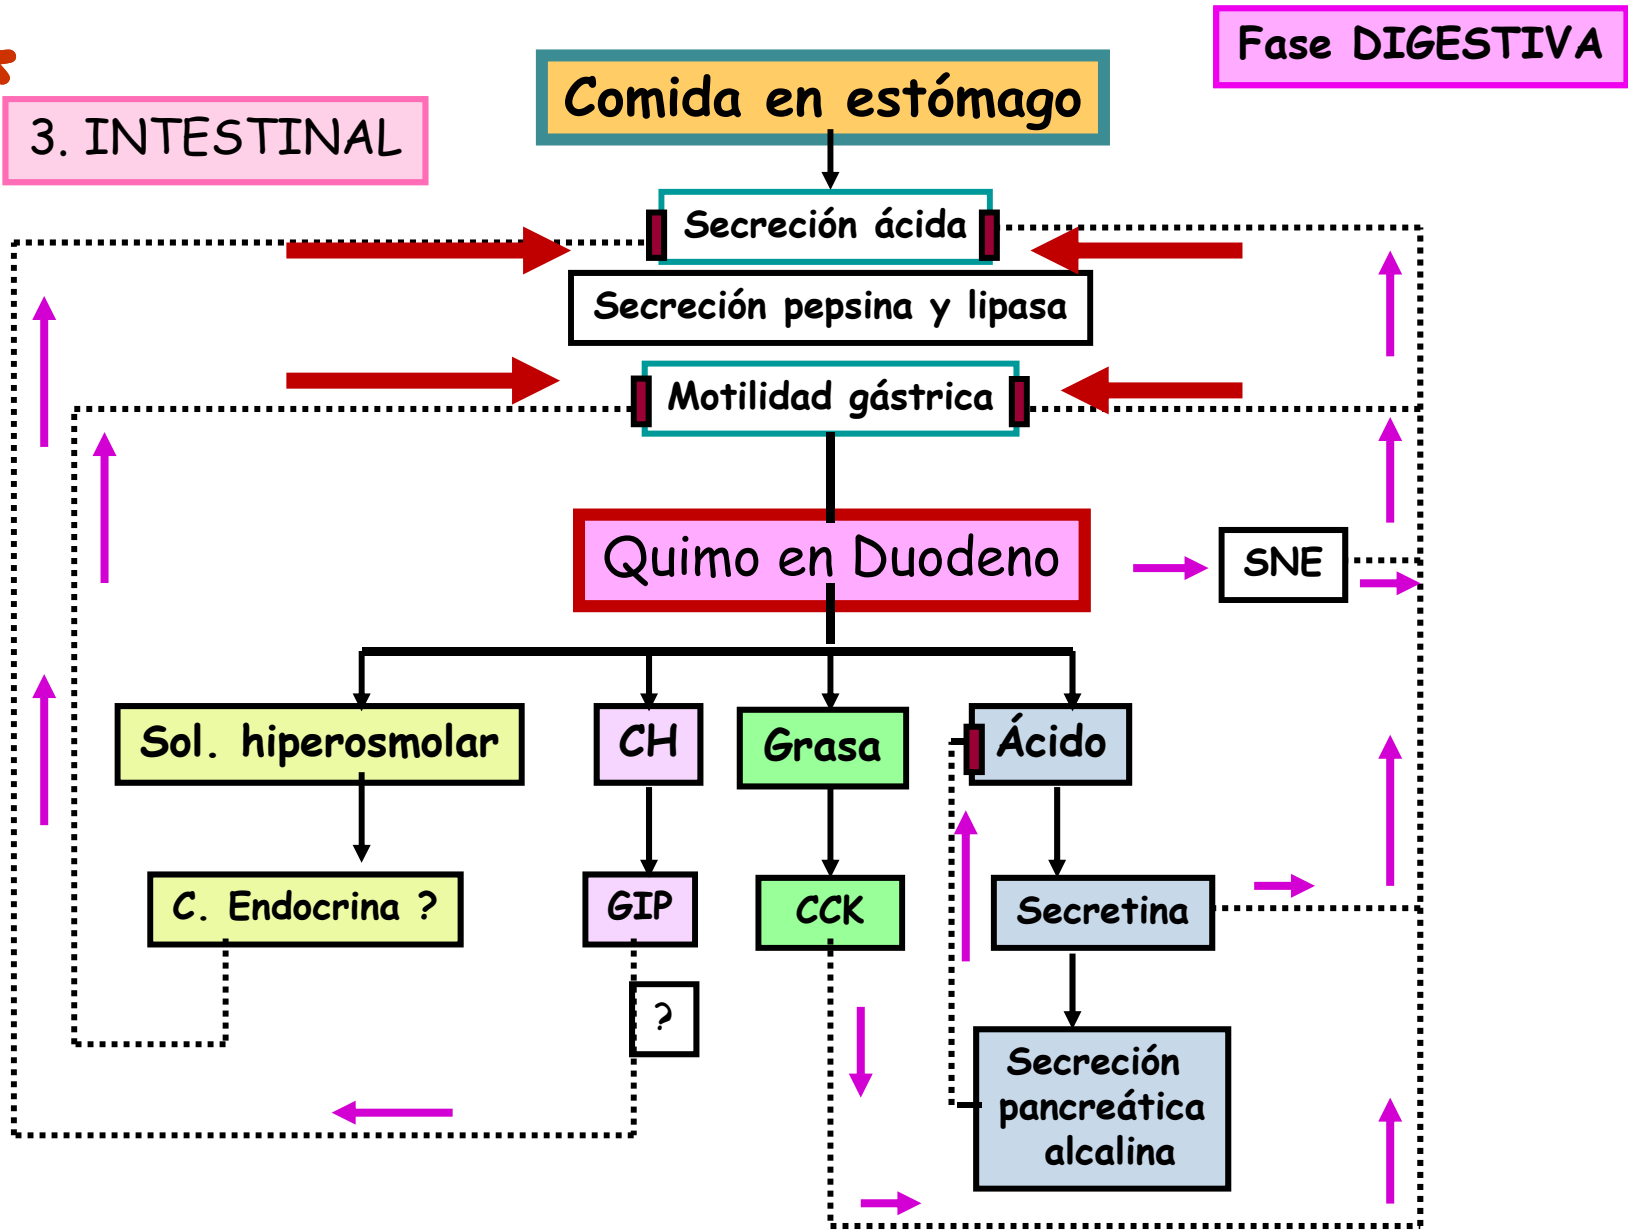 Fase DIGESTIVA
Comida en estómago
3. INTESTINAL
Secreción ácida
Secreción pepsina y lipasa
Motilidad gástrica
Quimo en Duodeno
SNE
Sol. hiperosmolar
CH
Grasa
Ácido
C. Endocrina ?
GIP
CCK
Secretina
?
Secreción
pancreática
alcalina